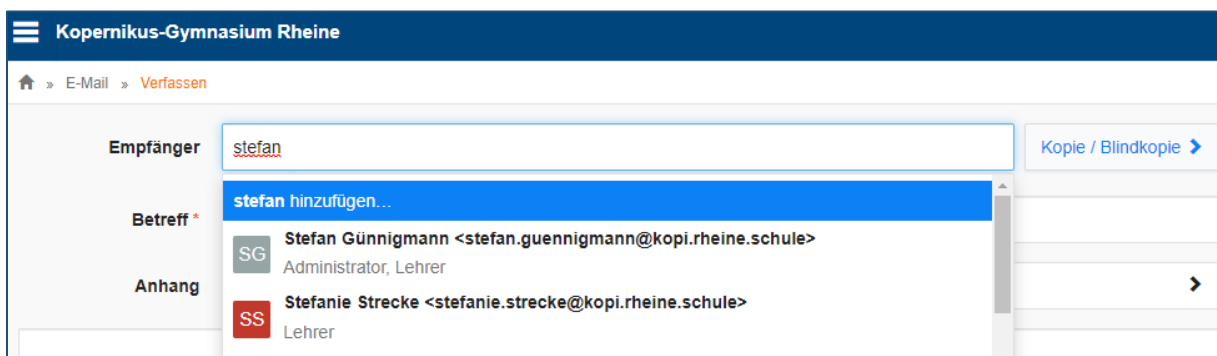 Kopernikus-Gymnasium Rheine
» E-Mail » Verfassen
Empfänger stefan Kopie / Blindkopie
stefan hinzufügen...
Betreff *
SG Stefan Günnigmann <stefan.guennigmann@kopi.rheine.schule>
Administrator, Lehrer
Anhang
SS Stefanie Strecke <stefanie.strecke@kopi.rheine.schule>
Lehrer